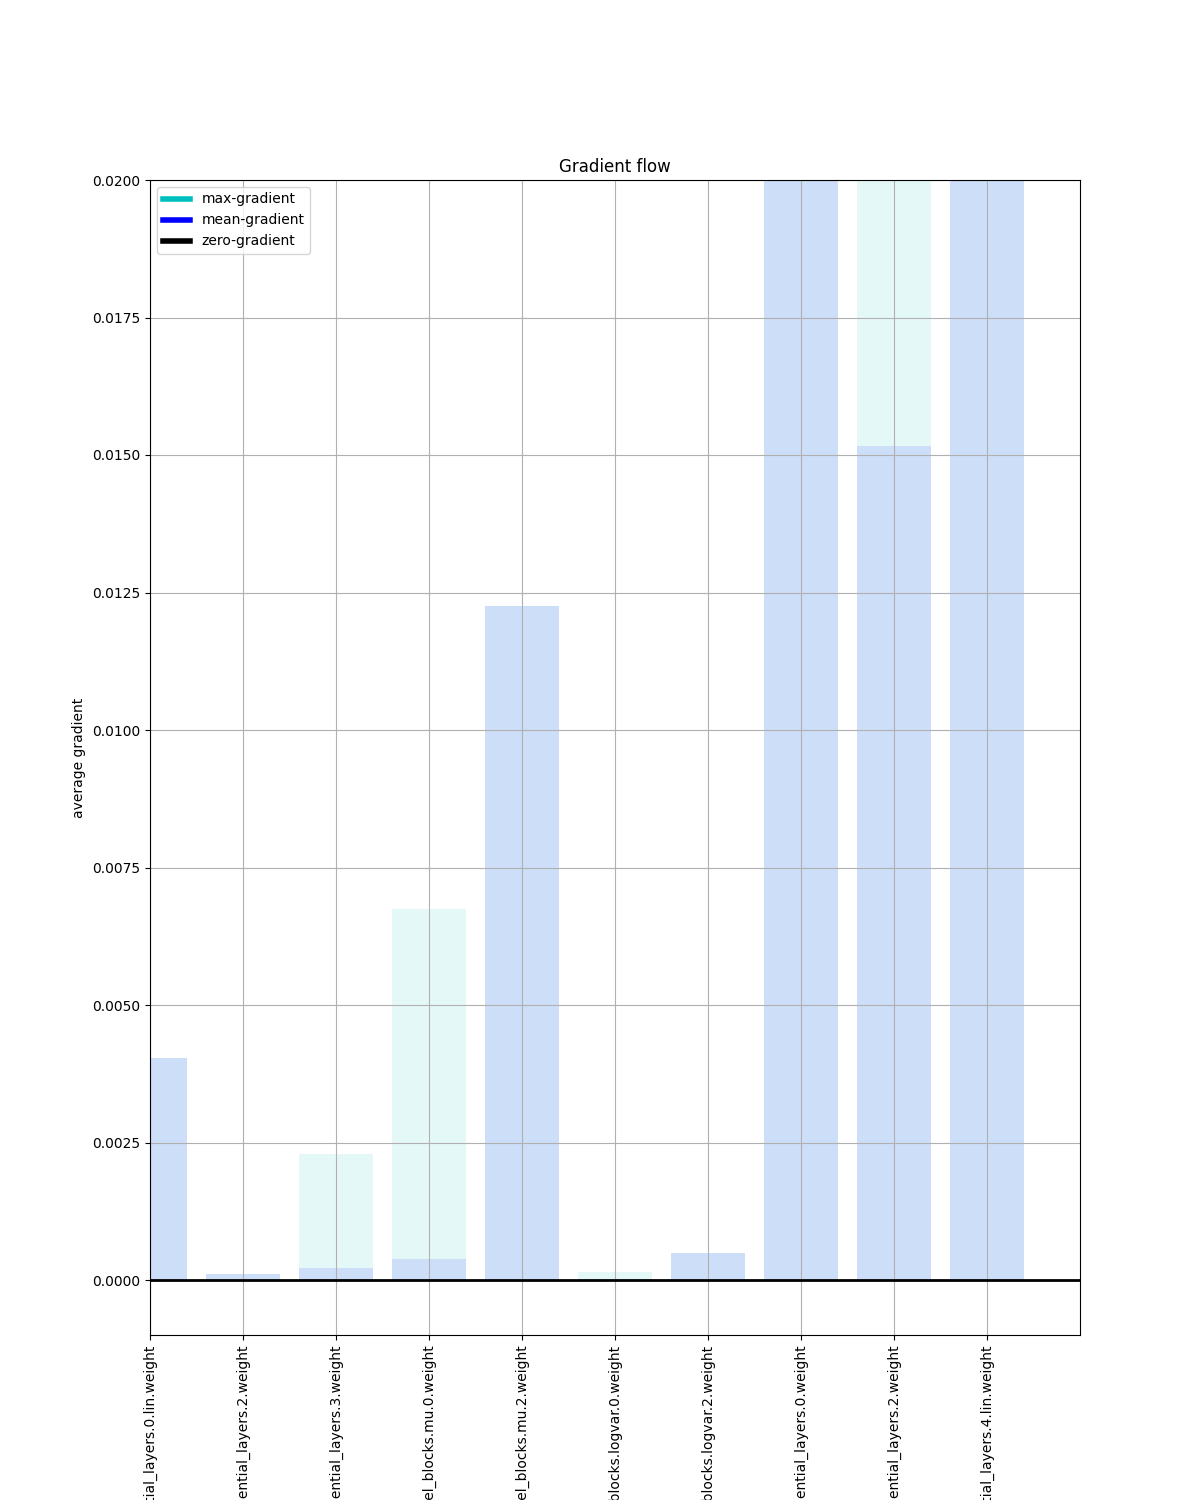 Gradient flow
max-gradient
mean-gradient
zero-gradient
0.0200
0.0175
0.0150
0.0125
0.0100
0.0075
0.0050
0.0025
0.0000
average gradient
tial_layers.0.lin.weight
ential_layers.2.weight
ential_layers.3.weight
el_blocks.mu.0.weight
el_blocks.mu.2.weight
blocks.logvar.0.weight
blocks.logvar.2.weight
ential_layers.0.weight
ential_layers.2.weight
tial_layers.4.lin.weight